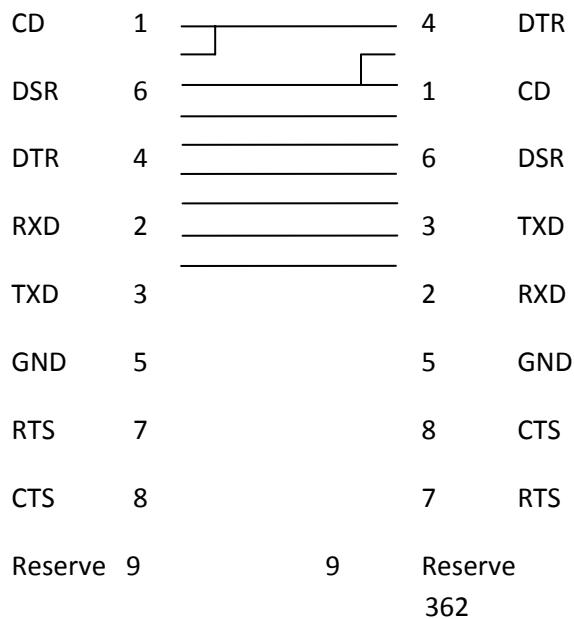 CD 1 4 DTR
DSR 6 1 CD
DTR 4 6 DSR
RXD 2 3 TXD
TXD 3 2 RXD
GND 5 5 GND
RTS 7 8 CTS
CTS 8 7 RTS
Reserve 9 9 Reserve
362